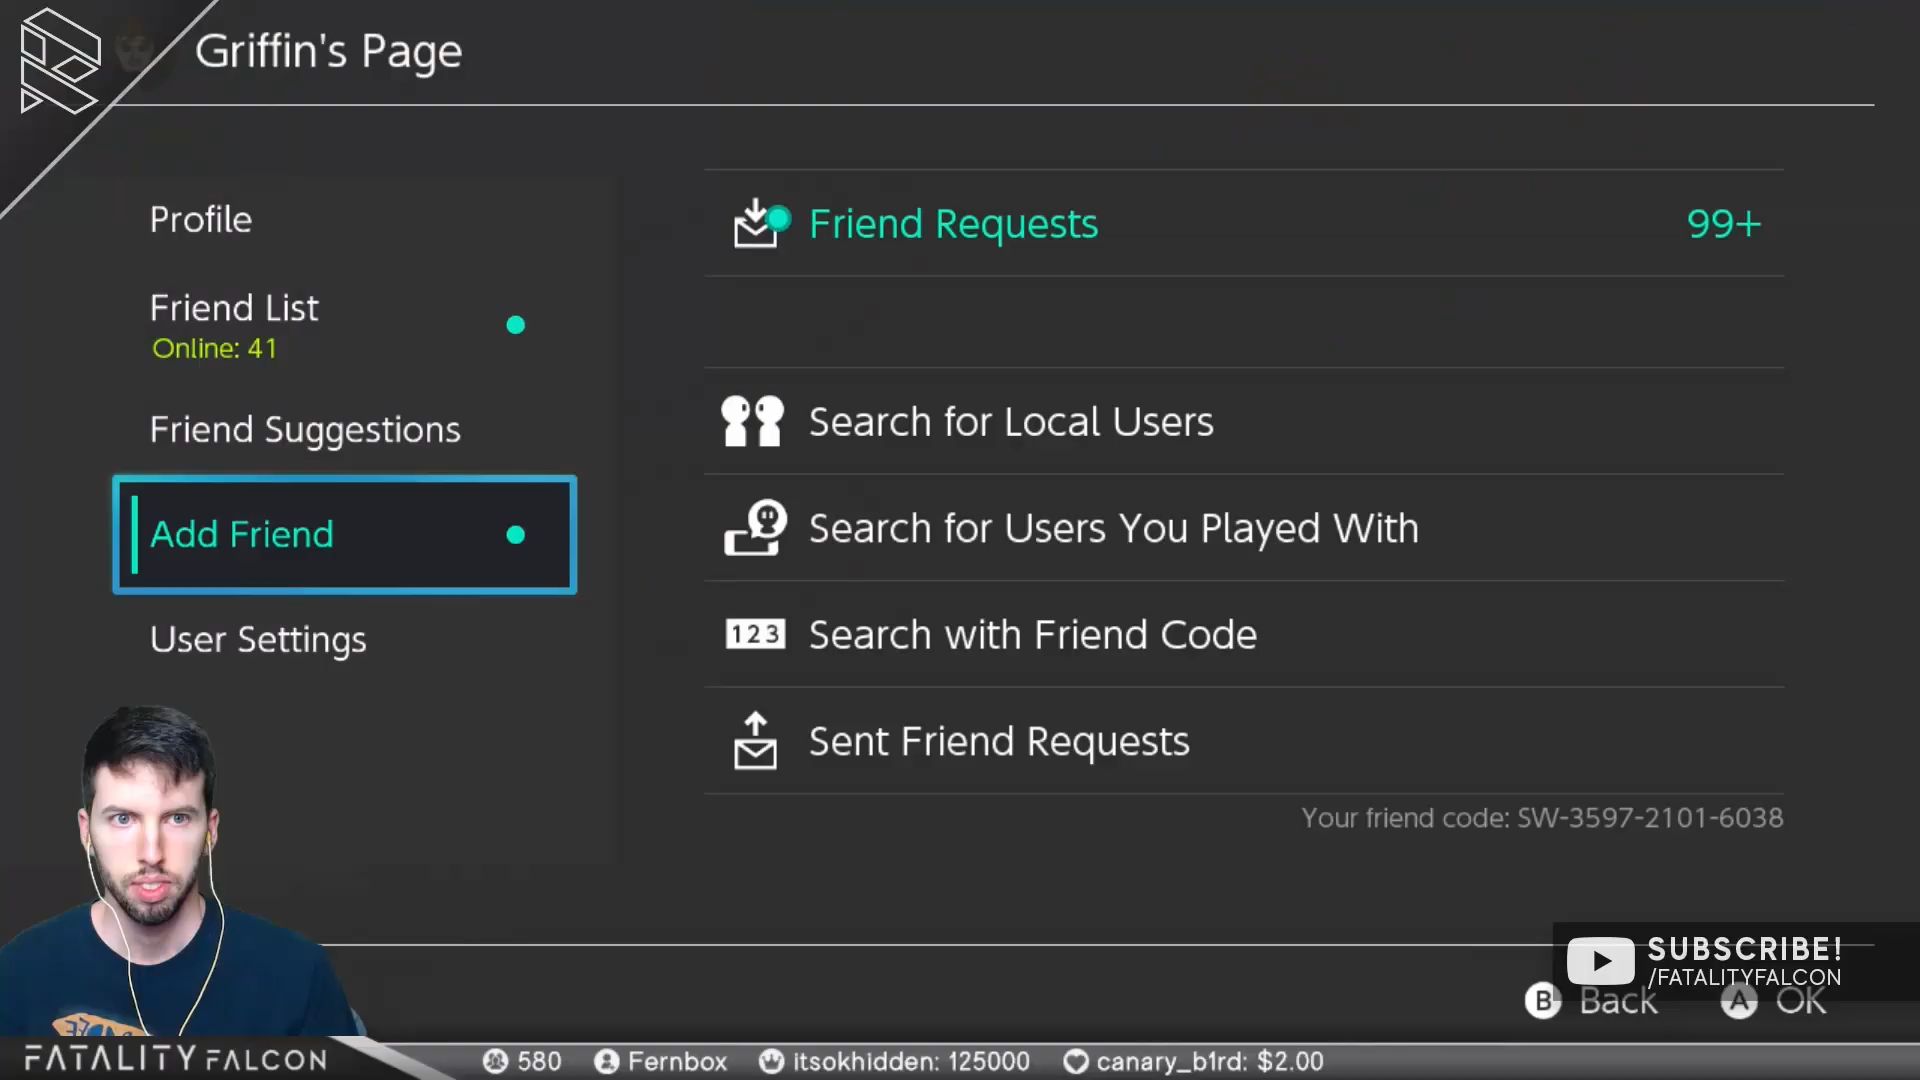 Griffin's Page
Profile
Friend List
Online: 41
Friend Suggestions
Add Friend
User Settings
Friend Requests 99+
Search for Local Users
Search for Users You Played With
123 Search with Friend Code
Sent Friend Requests
Your friend code: SW-3597-2101-6038
SUBSCRIBE!
/FATALITYFALCON
B Back A OK
FATALITY FALCON 580 Fernbox itsokhidden: 125000 canary_b1rd: $2.00